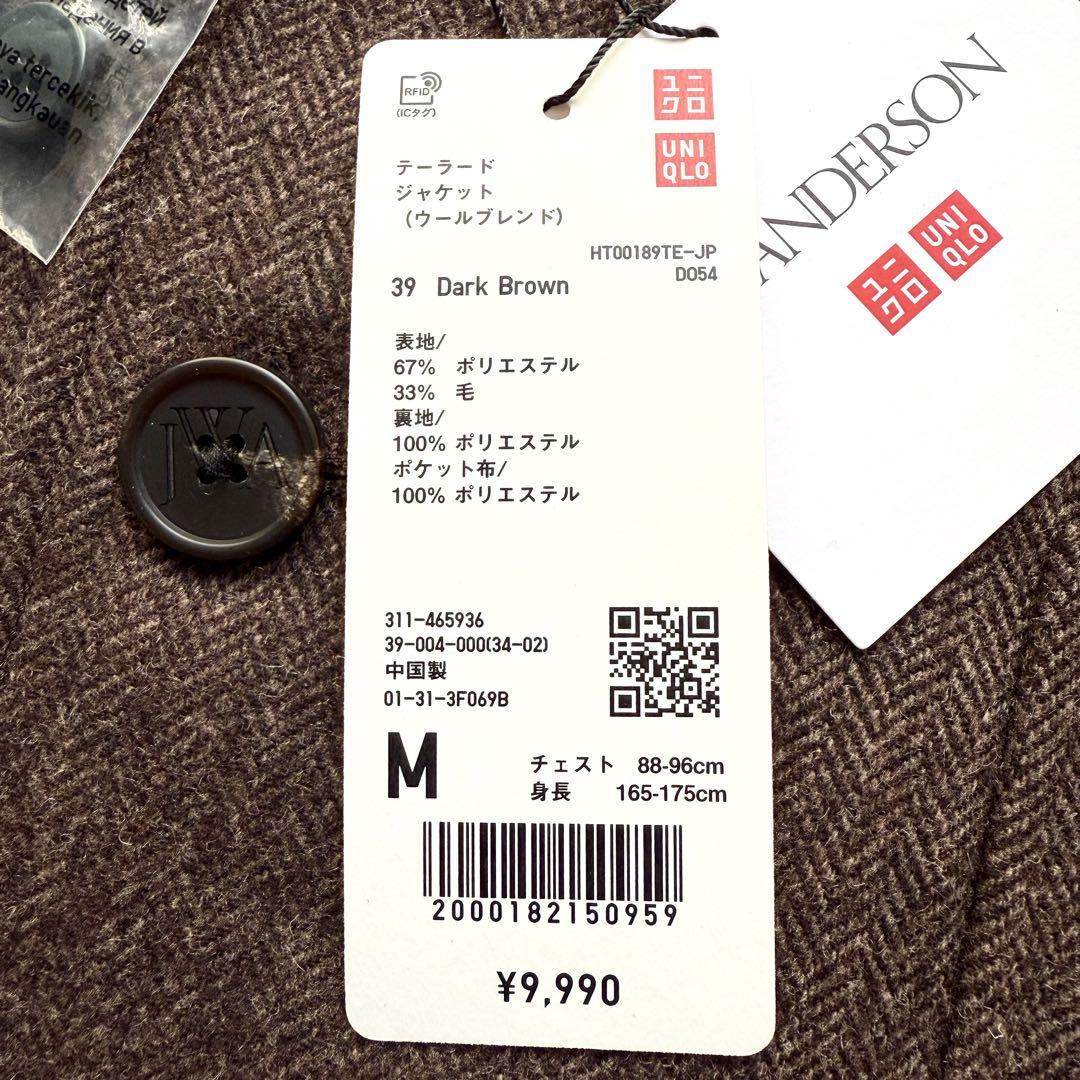 RFID
(ICタグ)
ユニ
クロ
UNI
QLO
テーラード
ジャケット
(ウールブレンド)
HT00189TE-JP
D054
39 Dark Brown
表地/
67% ポリエステル
33% 毛
裏地/
100% ポリエステル
ポケット布/
100% ポリエステル
311-465936
39-004-000(34-02)
中国製
01-31-3F069B
M
チェスト 88-96cm
身長 165-175cm
2000182150959
¥9,990
ANDERSON
ユニ
クロ
UNI
QLO
JWA
В
terceklik,
angkauan